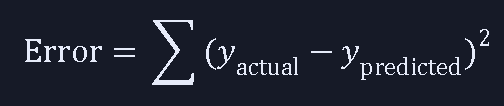 Error = ∑ (y_actual − y_predicted)²